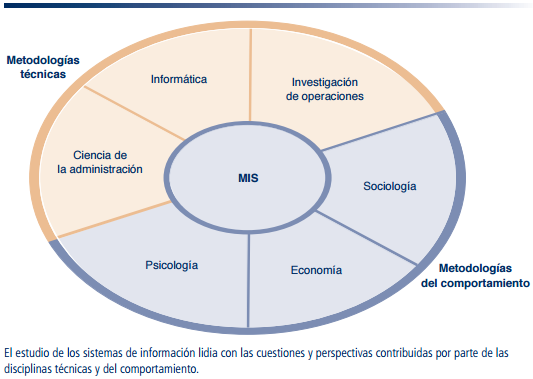 Metodologías
técnicas
Informática
Investigación
de operaciones
Ciencia de
la administración
MIS
Sociología
Psicología
Economía
Metodologías
del comportamiento
El estudio de los sistemas de información lidia con las cuestiones y perspectivas contribuidas por parte de las
disciplinas técnicas y del comportamiento.